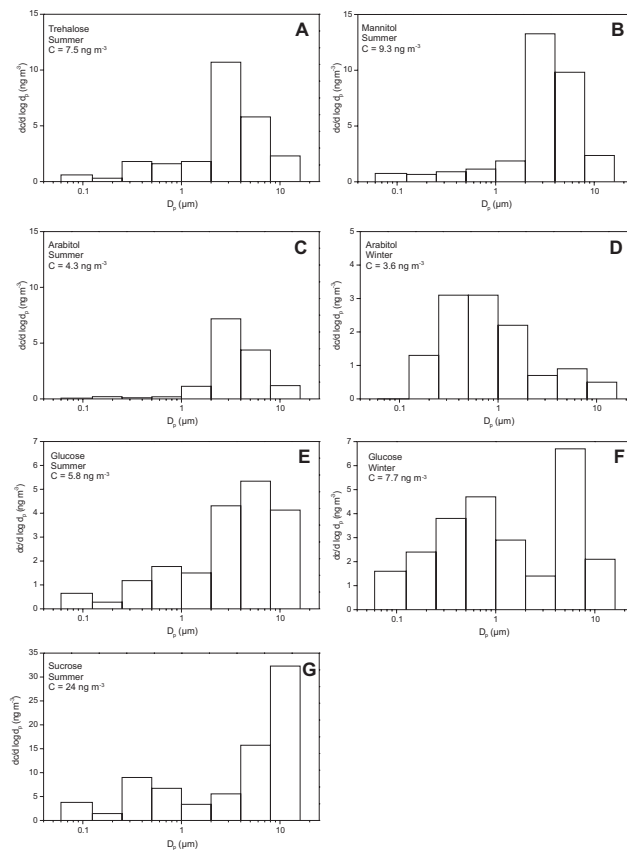 Trehalose
Summer
C = 7.5 ng m⁻³
A
15
10
5
0
dc/d log dₚ (ng m⁻³)
0.1
1
10
Dₚ (µm)
Mannitol
Summer
C = 9.3 ng m⁻³
B
15
10
5
0
dc/d log dₚ (ng m⁻³)
0.1
1
10
Dₚ (µm)
Arabitol
Summer
C = 4.3 ng m⁻³
C
15
10
5
0
dc/d log dₚ (ng m⁻³)
0.1
1
10
Dₚ (µm)
Arabitol
Winter
C = 3.6 ng m⁻³
D
5
4
3
2
1
0
dc/d log dₚ (ng m⁻³)
0.1
1
10
Dₚ (µm)
Glucose
Summer
C = 5.8 ng m⁻³
E
7
6
5
4
3
2
1
0
dc/d log dₚ (ng m⁻³)
0.1
1
10
Dₚ (µm)
Glucose
Winter
C = 7.7 ng m⁻³
F
7
6
5
4
3
2
1
0
dc/d log dₚ (ng m⁻³)
0.1
1
10
Dₚ (µm)
Sucrose
Summer
C = 24 ng m⁻³
G
35
30
25
20
15
10
5
0
dc/d log dₚ (ng m⁻³)
0.1
1
10
Dₚ (µm)